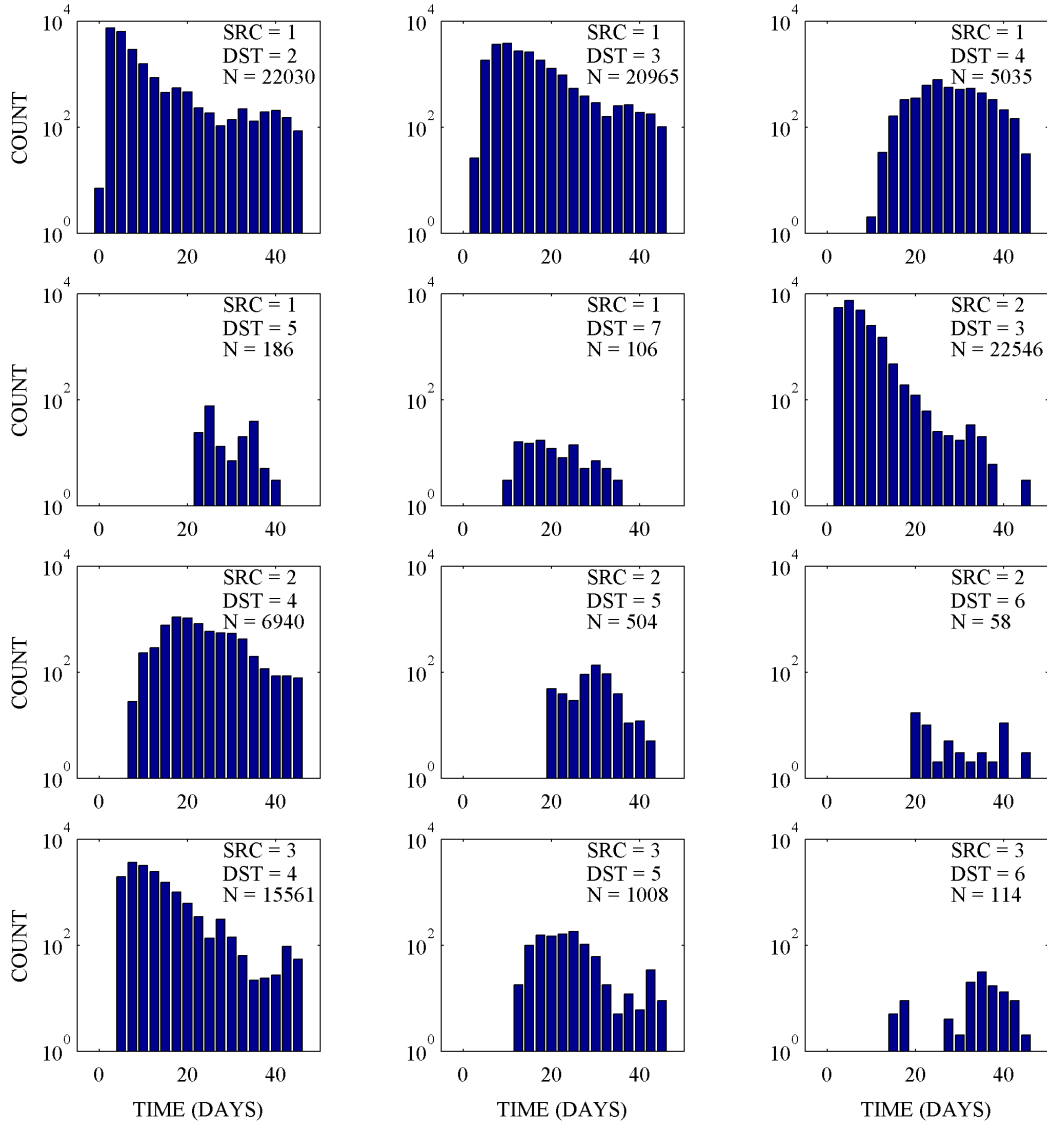 COUNT
10^4
10^2
10^0
0 20 40
SRC = 1
DST = 2
N = 22030
10^4
10^2
10^0
0 20 40
SRC = 1
DST = 3
N = 20965
10^4
10^2
10^0
0 20 40
SRC = 1
DST = 4
N = 5035
COUNT
10^4
10^2
10^0
0 20 40
SRC = 1
DST = 5
N = 186
10^4
10^2
10^0
0 20 40
SRC = 1
DST = 7
N = 106
10^4
10^2
10^0
0 20 40
SRC = 2
DST = 3
N = 22546
COUNT
10^4
10^2
10^0
0 20 40
SRC = 2
DST = 4
N = 6940
10^4
10^2
10^0
0 20 40
SRC = 2
DST = 5
N = 504
10^4
10^2
10^0
0 20 40
SRC = 2
DST = 6
N = 58
COUNT
10^4
10^2
10^0
0 20 40
SRC = 3
DST = 4
N = 15561
TIME (DAYS)
10^4
10^2
10^0
0 20 40
SRC = 3
DST = 5
N = 1008
TIME (DAYS)
10^4
10^2
10^0
0 20 40
SRC = 3
DST = 6
N = 114
TIME (DAYS)